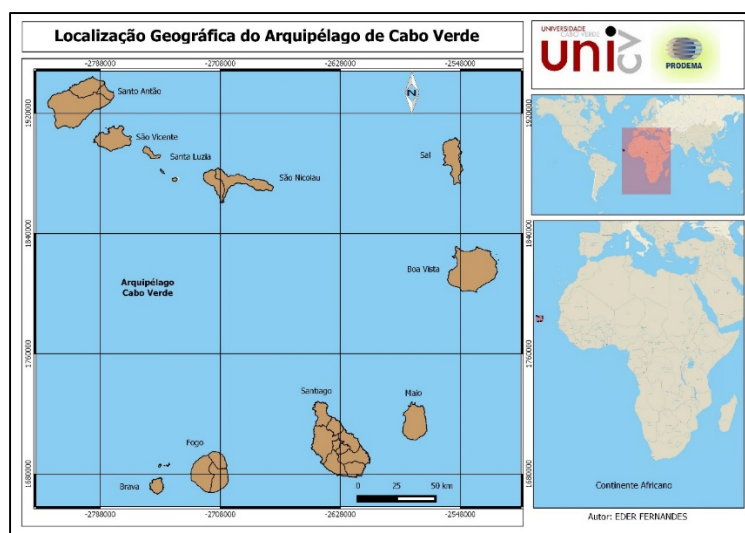 Localização Geográfica do Arquipélago de Cabo Verde
UNIVERSIDADE
CABO VERDE
uni
CV
PRODEMA
-2788000
-2708000
-2628000
-2548000
1920000
1920000
1840000
1840000
1760000
1760000
1680000
1680000
N
Santo Antão
São Vicente
Santa Luzia
São Nicolau
Sal
Boa Vista
Arquipélago
Cabo Verde
Santiago
Maio
Fogo
Brava
0 25 50 km
-2788000
-2708000
-2628000
-2548000
Continente Africano
Autor: EDER FERNANDES